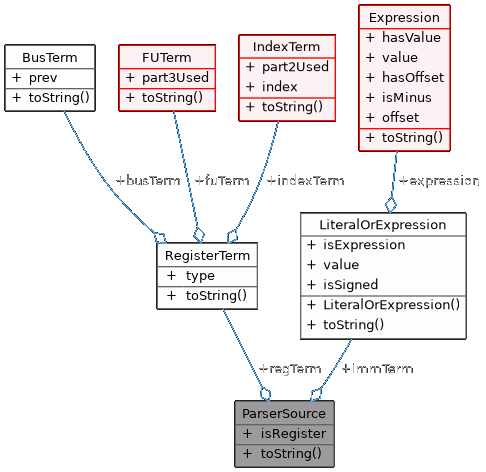 BusTerm
+ prev
+ toString()
FUTerm
+ part3Used
+ toString()
IndexTerm
+ part2Used
+ index
+ toString()
Expression
+ hasValue
+ value
+ hasOffset
+ isMinus
+ offset
+ toString()
+busTerm
+fuTerm
+indexTerm
+expression
RegisterTerm
+ type
+ toString()
LiteralOrExpression
+ isExpression
+ value
+ isSigned
+ LiteralOrExpression()
+ toString()
+regTerm
+immTerm
ParserSource
+ isRegister
+ toString()